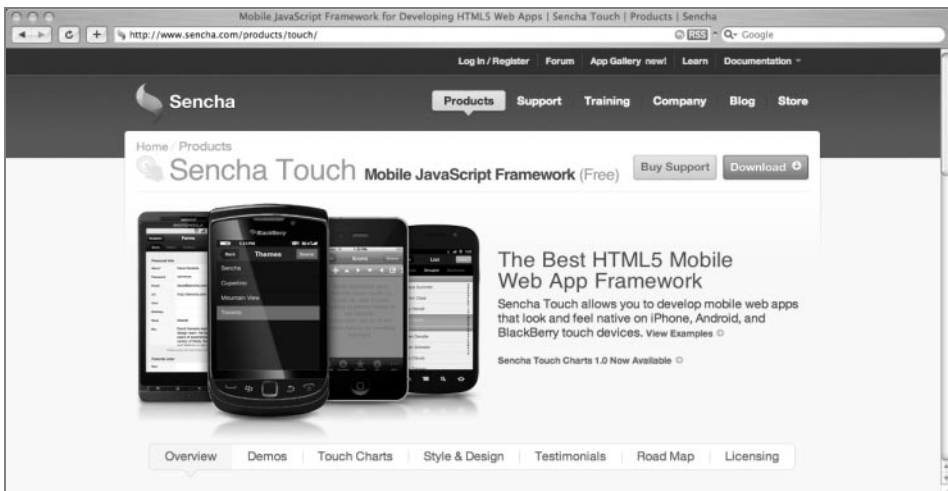 Mobile JavaScript Framework for Developing HTML5 Web Apps | Sencha Touch | Products | Sencha
http://www.sencha.com/products/touch/ RSS Google
Log in / Register Forum App Gallery new! Learn Documentation
Sencha Products Support Training Company Blog Store
Home / Products
Sencha Touch Mobile JavaScript Framework (Free) Buy Support Download
BlackBerry
Back Themes
Sencha
Cupertino
Mountain View
Toronto
Forms
Icons
List
The Best HTML5 Mobile
Web App Framework
Sencha Touch allows you to develop mobile web apps
that look and feel native on iPhone, Android, and
BlackBerry touch devices. View Examples
Sencha Touch Charts 1.0 Now Available
Overview Demos Touch Charts Style & Design Testimonials Road Map Licensing